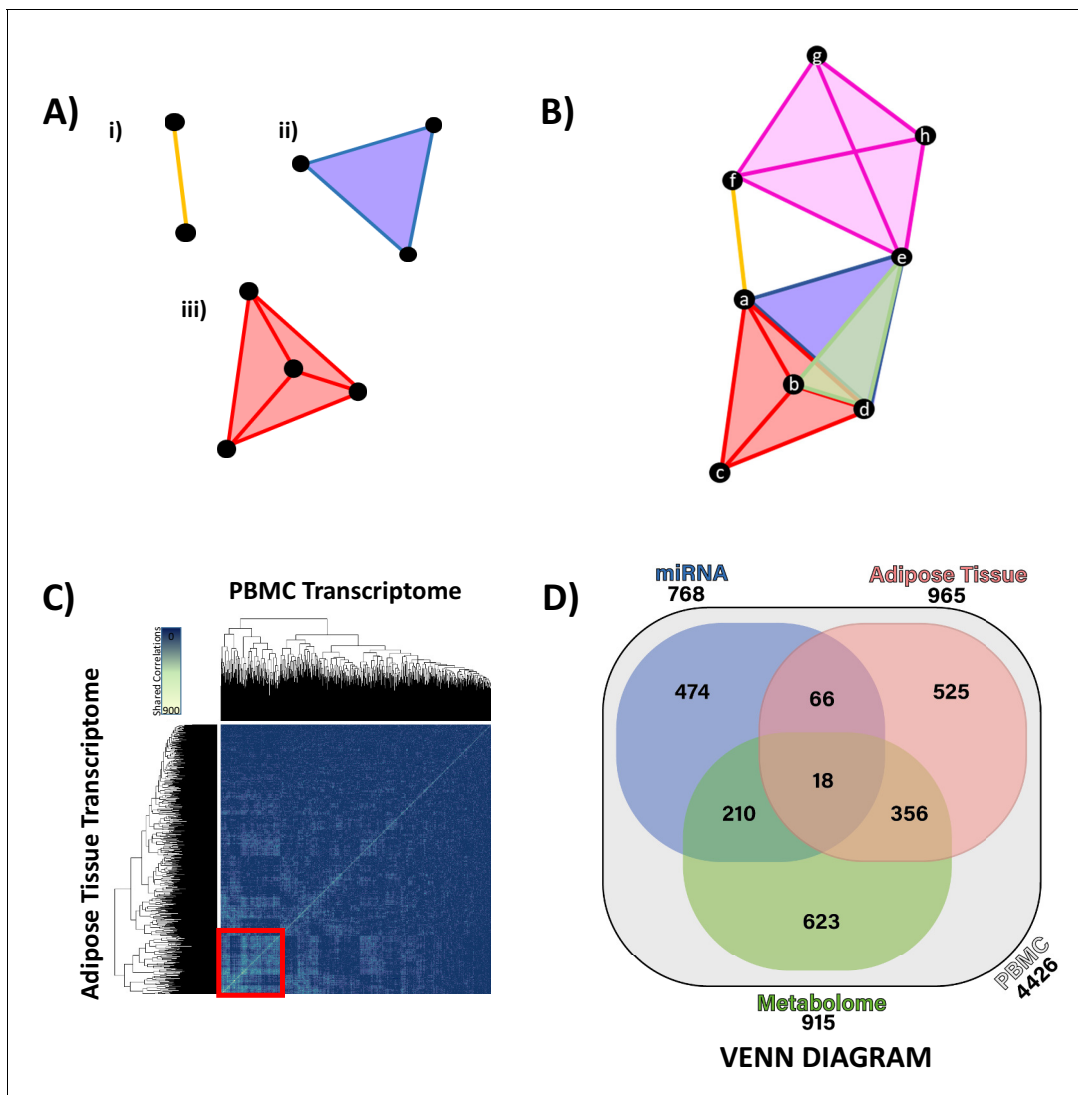 A)
i)
ii)
iii)
B)
g
h
f
e
a
b
d
c
C)
PBMC Transcriptome
Shared Correlations
0
900
Adipose Tissue Transcriptome
D)
miRNA
768
Adipose Tissue
965
474
66
525
18
210
356
623
PBMC
4426
Metabolome
915
VENN DIAGRAM